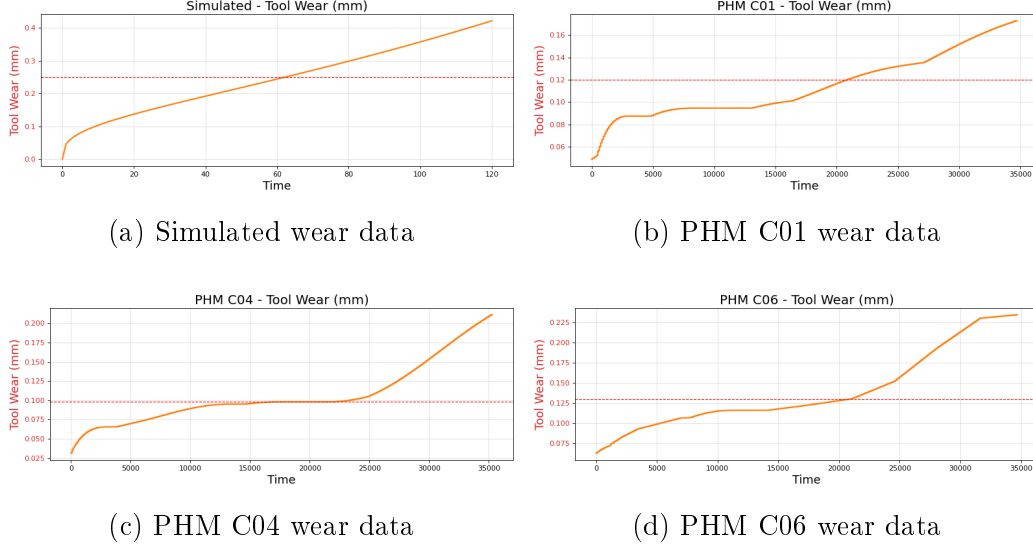 Simulated - Tool Wear (mm)
Tool Wear (mm)
0.4
0.3
0.2
0.1
0.0
0 20 40 60 80 100 120
Time
(a) Simulated wear data
PHM C01 - Tool Wear (mm)
Tool Wear (mm)
0.16
0.14
0.12
0.10
0.08
0.06
0 5000 10000 15000 20000 25000 30000 35000
Time
(b) PHM C01 wear data
PHM C04 - Tool Wear (mm)
Tool Wear (mm)
0.200
0.175
0.150
0.125
0.100
0.075
0.050
0.025
0 5000 10000 15000 20000 25000 30000 35000
Time
(c) PHM C04 wear data
PHM C06 - Tool Wear (mm)
Tool Wear (mm)
0.225
0.200
0.175
0.150
0.125
0.100
0.075
0 5000 10000 15000 20000 25000 30000 35000
Time
(d) PHM C06 wear data